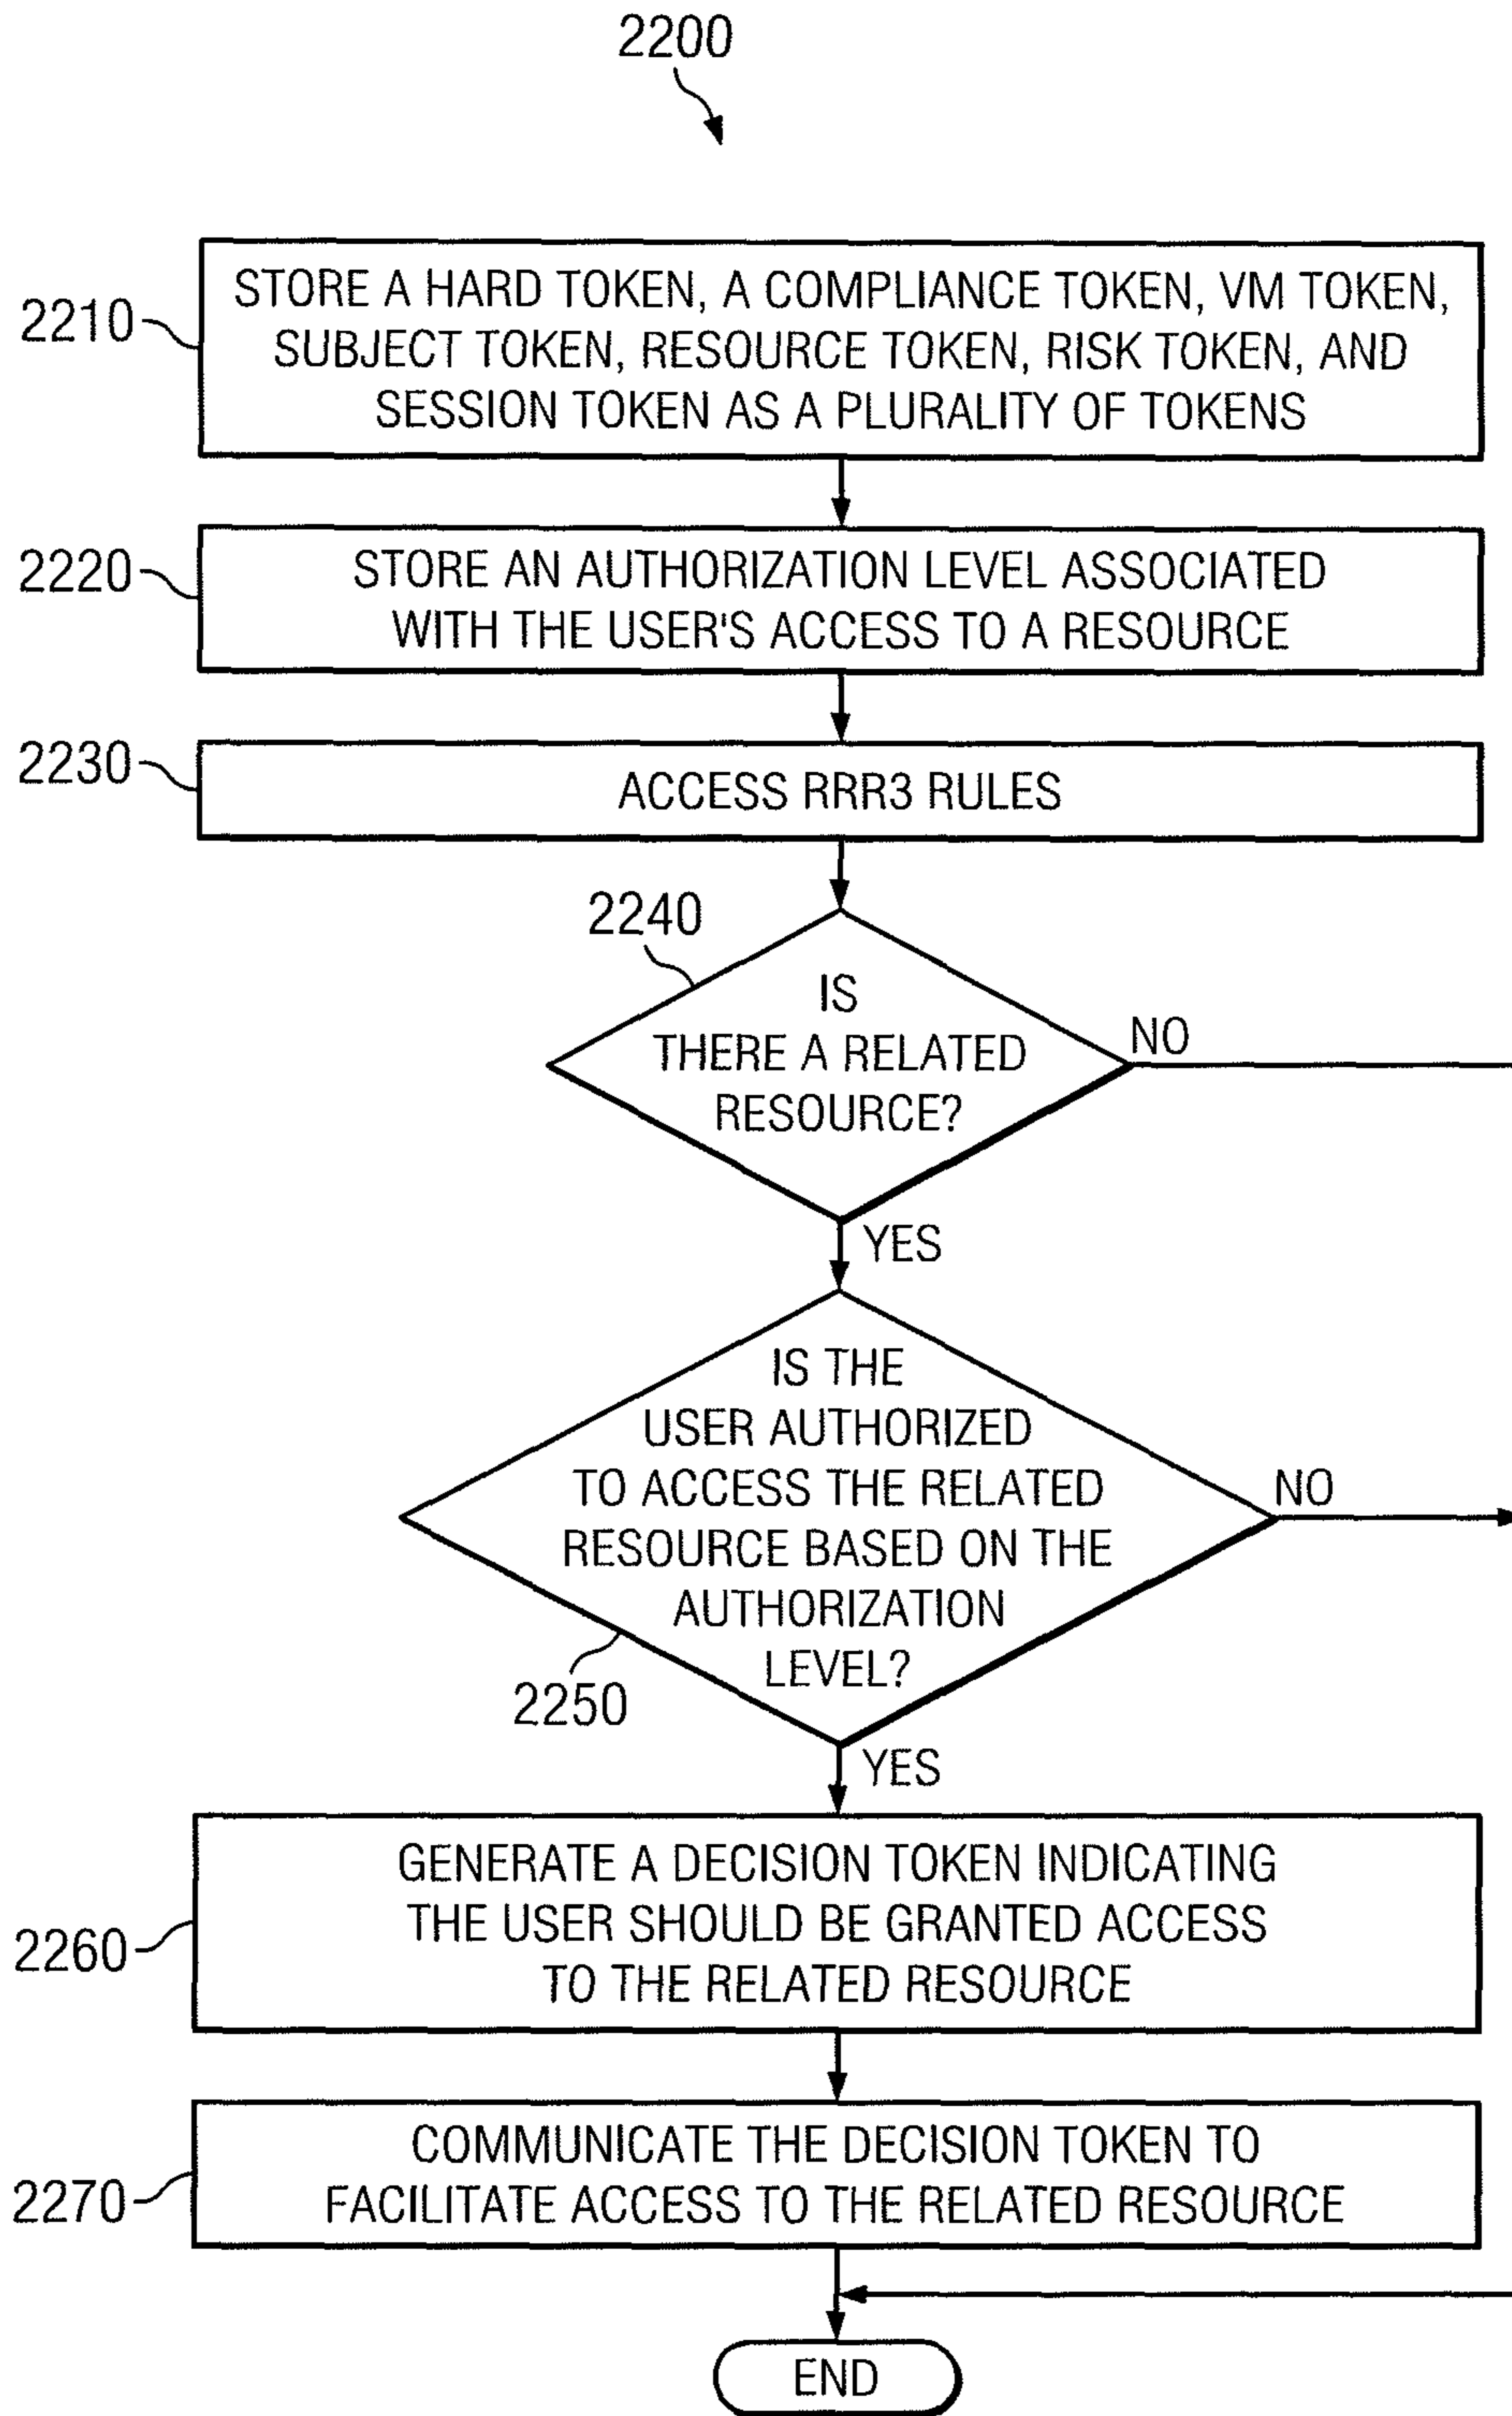 2200
2210
STORE A HARD TOKEN, A COMPLIANCE TOKEN, VM TOKEN,
SUBJECT TOKEN, RESOURCE TOKEN, RISK TOKEN, AND
SESSION TOKEN AS A PLURALITY OF TOKENS
2220
STORE AN AUTHORIZATION LEVEL ASSOCIATED
WITH THE USER'S ACCESS TO A RESOURCE
2230
ACCESS RRR3 RULES
2240
IS
THERE A RELATED
RESOURCE?
NO
YES
IS THE
USER AUTHORIZED
TO ACCESS THE RELATED
RESOURCE BASED ON THE
AUTHORIZATION
LEVEL?
NO
2250
YES
2260
GENERATE A DECISION TOKEN INDICATING
THE USER SHOULD BE GRANTED ACCESS
TO THE RELATED RESOURCE
2270
COMMUNICATE THE DECISION TOKEN TO
FACILITATE ACCESS TO THE RELATED RESOURCE
END